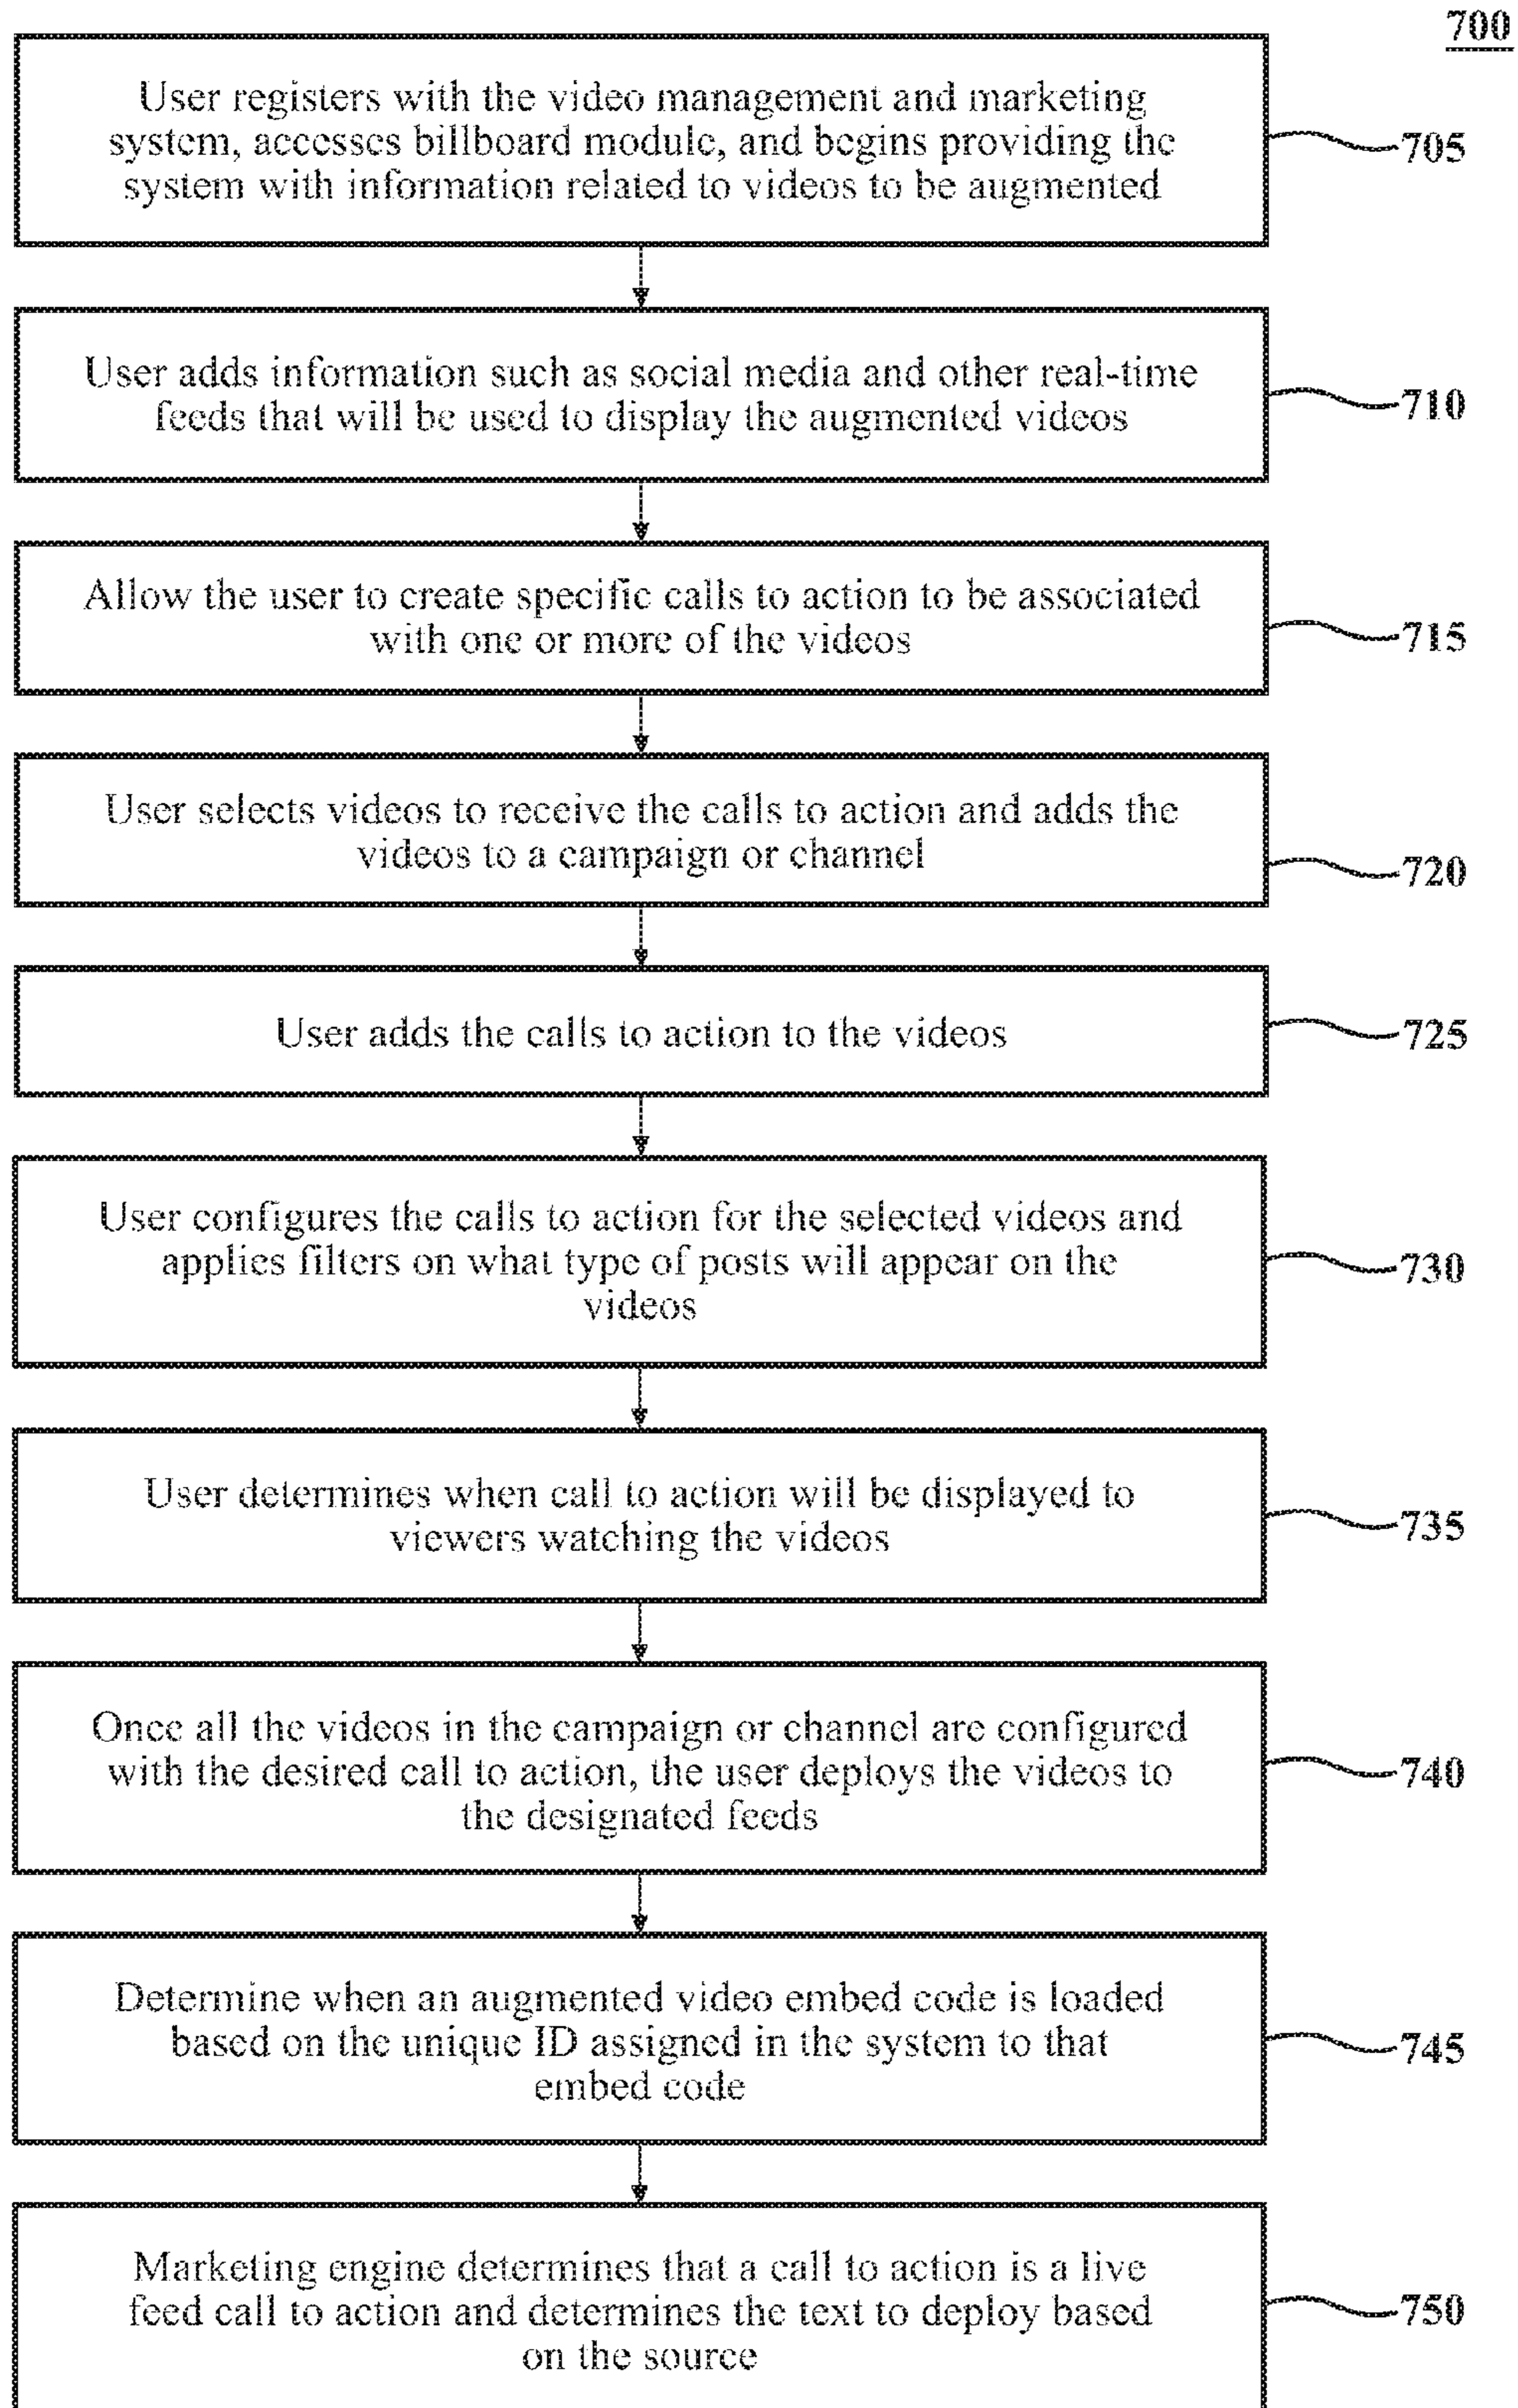 700
User registers with the video management and marketing
system, accesses billboard module, and begins providing the
system with information related to videos to be augmented
705
User adds information such as social media and other real-time
feeds that will be used to display the augmented videos
710
Allow the user to create specific calls to action to be associated
with one or more of the videos
715
User selects videos to receive the calls to action and adds the
videos to a campaign or channel
720
User adds the calls to action to the videos
725
User configures the calls to action for the selected videos and
applies filters on what type of posts will appear on the
videos
730
User determines when call to action will be displayed to
viewers watching the videos
735
Once all the videos in the campaign or channel are configured
with the desired call to action, the user deploys the videos to
the designated feeds
740
Determine when an augmented video embed code is loaded
based on the unique ID assigned in the system to that
embed code
745
Marketing engine determines that a call to action is a live
feed call to action and determines the text to deploy based
on the source
750